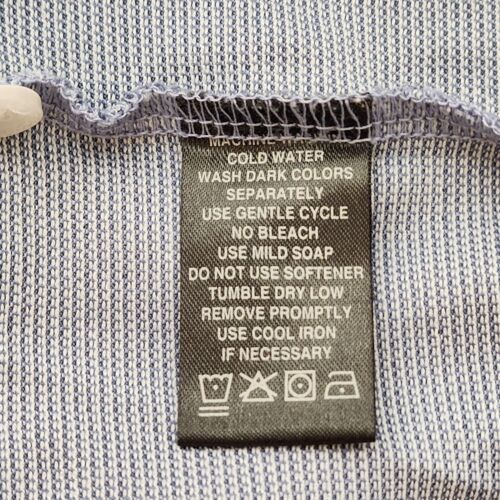 MACHINE WASH
COLD WATER
WASH DARK COLORS
SEPARATELY
USE GENTLE CYCLE
NO BLEACH
USE MILD SOAP
DO NOT USE SOFTENER
TUMBLE DRY LOW
REMOVE PROMPTLY
USE COOL IRON
IF NECESSARY